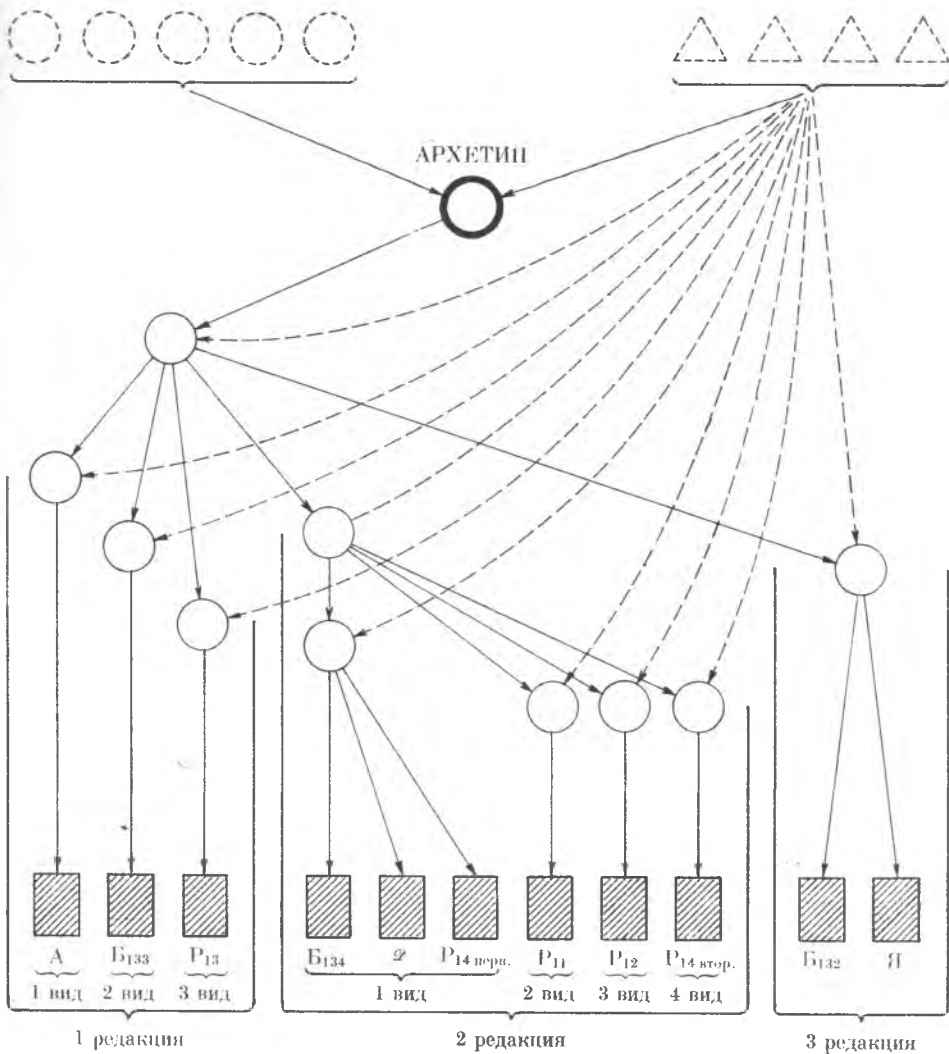 АРХЕТИП
А Б₁₃₃ Р₁₃ Б₁₃₄ Р₁₄ перв. Р₁₁ Р₁₂ Р₁₄ втор. Б₁₃₂ Я
1 вид 2 вид 3 вид 1 вид 2 вид 3 вид 4 вид
1 редакция 2 редакция 3 редакция